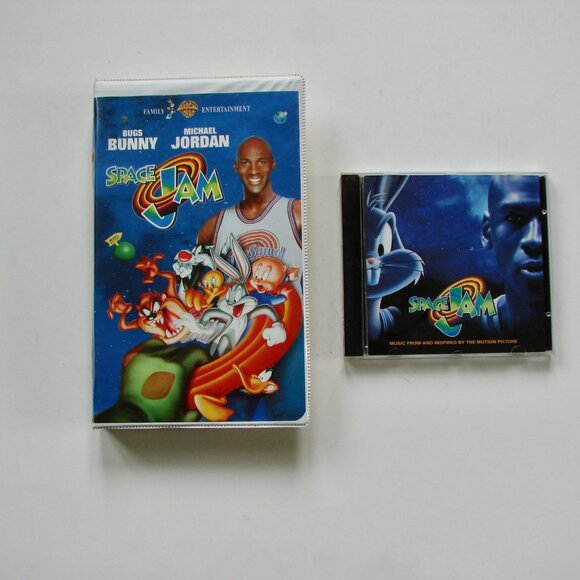 FAMILY ENTERTAINMENT
BUGS BUNNY
MICHAEL JORDAN
SPACE JAM
SPACE JAM
MUSIC FROM AND INSPIRED BY THE MOTION PICTURE